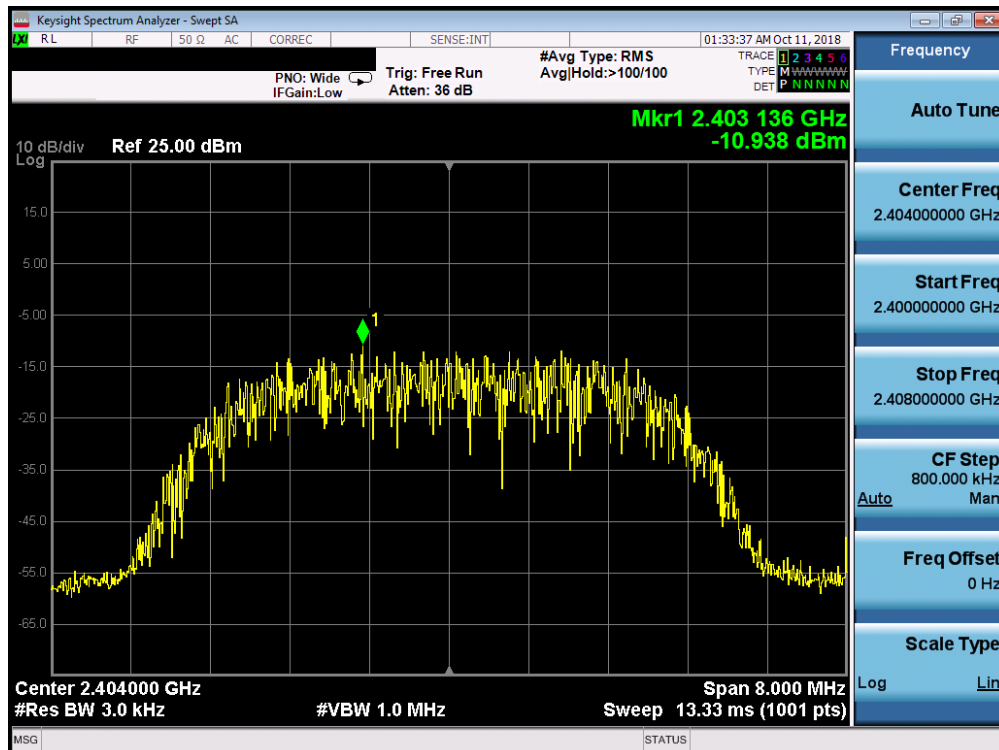 Keysight Spectrum Analyzer - Swept SA
LXI RL RF 50 Ω AC CORREC SENSE:INT 01:33:37 AM Oct 11, 2018
PNO: Wide Trig: Free Run #Avg Type: RMS TRACE 1 2 3 4 5 6
IFGain:Low Atten: 36 dB Avg|Hold:>100/100 TYPE M WWWWW
DET P N N N N N
Mkr1 2.403 136 GHz
-10.938 dBm
10 dB/div Ref 25.00 dBm
Log
15.0
5.00
-5.00
-15.0
-25.0
-35.0
-45.0
-55.0
-65.0
1
Center 2.404000 GHz Span 8.000 MHz
#Res BW 3.0 kHz #VBW 1.0 MHz Sweep 13.33 ms (1001 pts)
MSG STATUS
Frequency
Auto Tune
Center Freq
2.404000000 GHz
Start Freq
2.400000000 GHz
Stop Freq
2.408000000 GHz
CF Step
800.000 kHz
Auto Man
Freq Offset
0 Hz
Scale Type
Log Lin